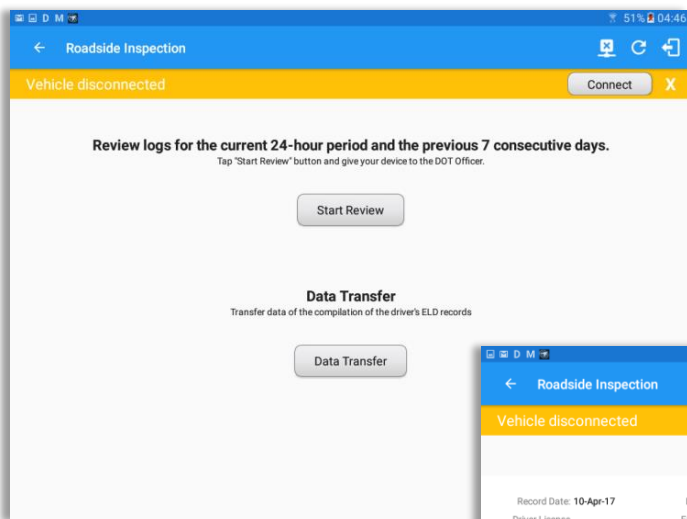 D M
51% 04:46
Roadside Inspection
Vehicle disconnected
Connect X
Review logs for the current 24-hour period and the previous 7 consecutive days.
Tap "Start Review" button and give your device to the DOT Officer.
Start Review
Data Transfer
Transfer data of the compilation of the driver's ELD records
Data Transfer
D M
Roadside Inspection
Vehicle disconnected
Record Date: 10-Apr-17
Driver License